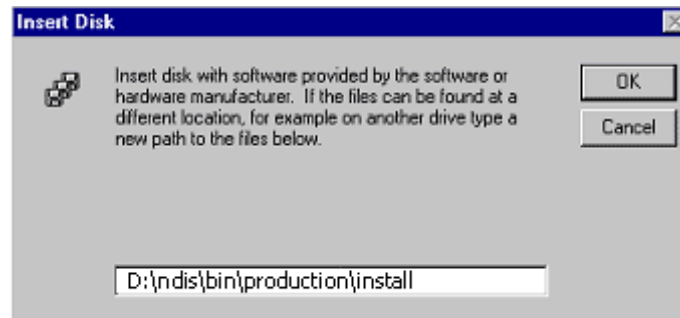 Insert Disk
Insert disk with software provided by the software or
hardware manufacturer. If the files can be found at a
different location, for example on another drive type a
new path to the files below.
OK
Cancel
D:\ndis\bin\production\install